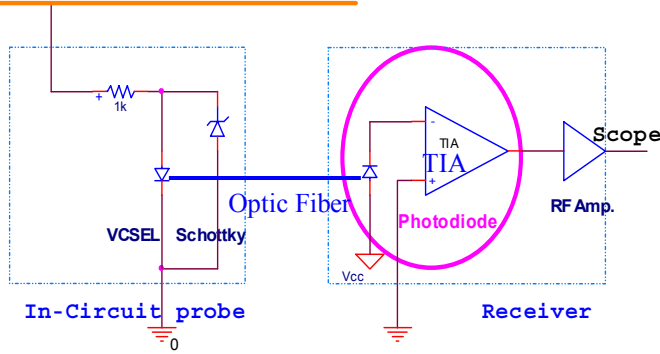 +
1k
VCSEL
Schottky
0
In-Circuit probe
Optic Fiber
-
TIA
TIA
+
Photodiode
Vcc
Scope
RF Amp.
Receiver